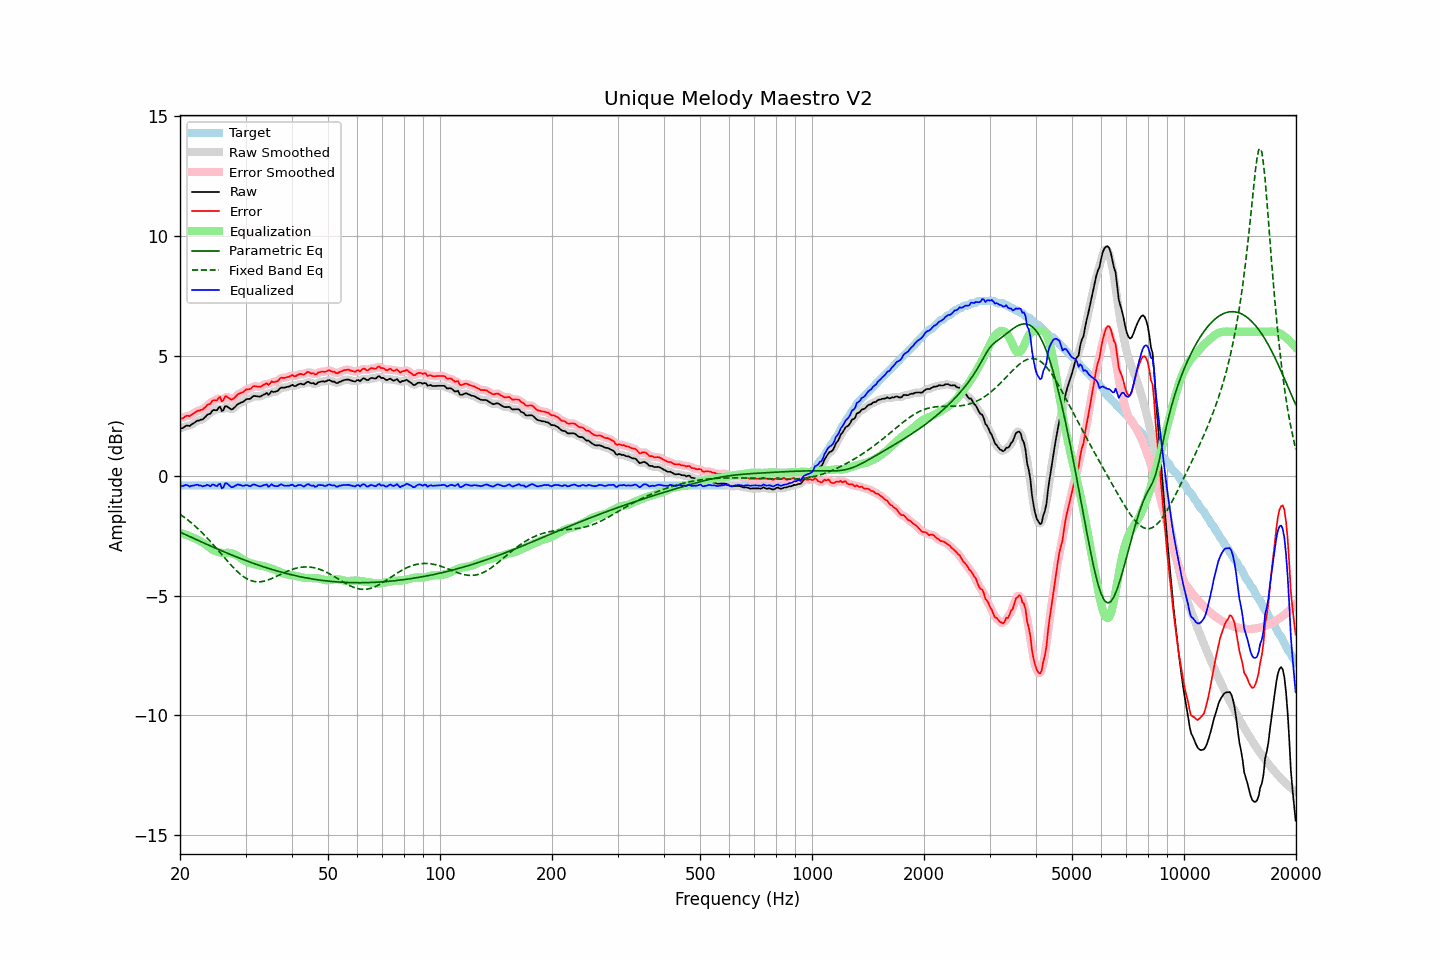 Unique Melody Maestro V2
Target
Raw Smoothed
Error Smoothed
Raw
Error
Equalization
Parametric Eq
Fixed Band Eq
Equalized
15
10
5
0
−5
−10
−15
Amplitude (dBr)
20
50
100
200
500
1000
2000
5000
10000
20000
Frequency (Hz)